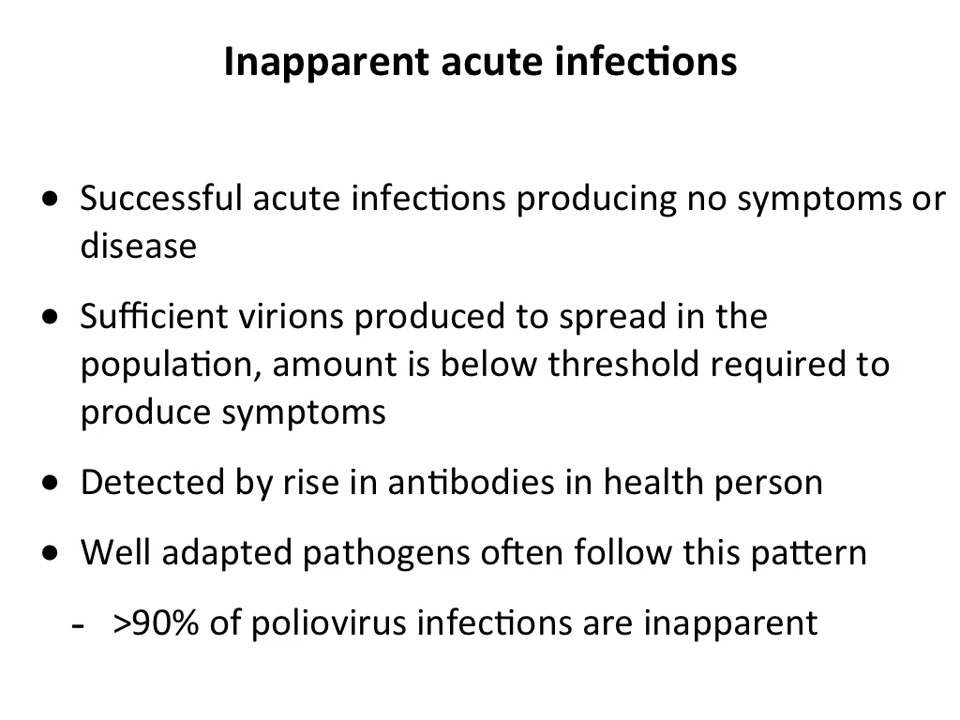 Inapparent acute infections
• Successful acute infections producing no symptoms or
disease
• Sufficient virions produced to spread in the
population, amount is below threshold required to
produce symptoms
• Detected by rise in antibodies in health person
• Well adapted pathogens often follow this pattern
- >90% of poliovirus infections are inapparent